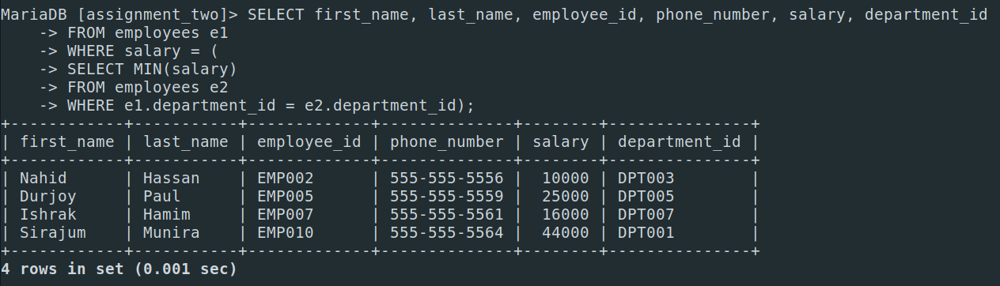 MariaDB [assignment_two]> SELECT first_name, last_name, employee_id, phone_number, salary, department_id
    -> FROM employees e1
    -> WHERE salary = (
    -> SELECT MIN(salary)
    -> FROM employees e2
    -> WHERE e1.department_id = e2.department_id);
+------------+-----------+-------------+--------------+--------+---------------+
| first_name | last_name | employee_id | phone_number | salary | department_id |
+------------+-----------+-------------+--------------+--------+---------------+
| Nahid      | Hassan    | EMP002      | 555-555-5556 |  10000 | DPT003        |
| Durjoy     | Paul      | EMP005      | 555-555-5559 |  25000 | DPT005        |
| Ishrak     | Hamim     | EMP007      | 555-555-5561 |  16000 | DPT007        |
| Sirajum    | Munira    | EMP010      | 555-555-5564 |  44000 | DPT001        |
+------------+-----------+-------------+--------------+--------+---------------+
4 rows in set (0.001 sec)